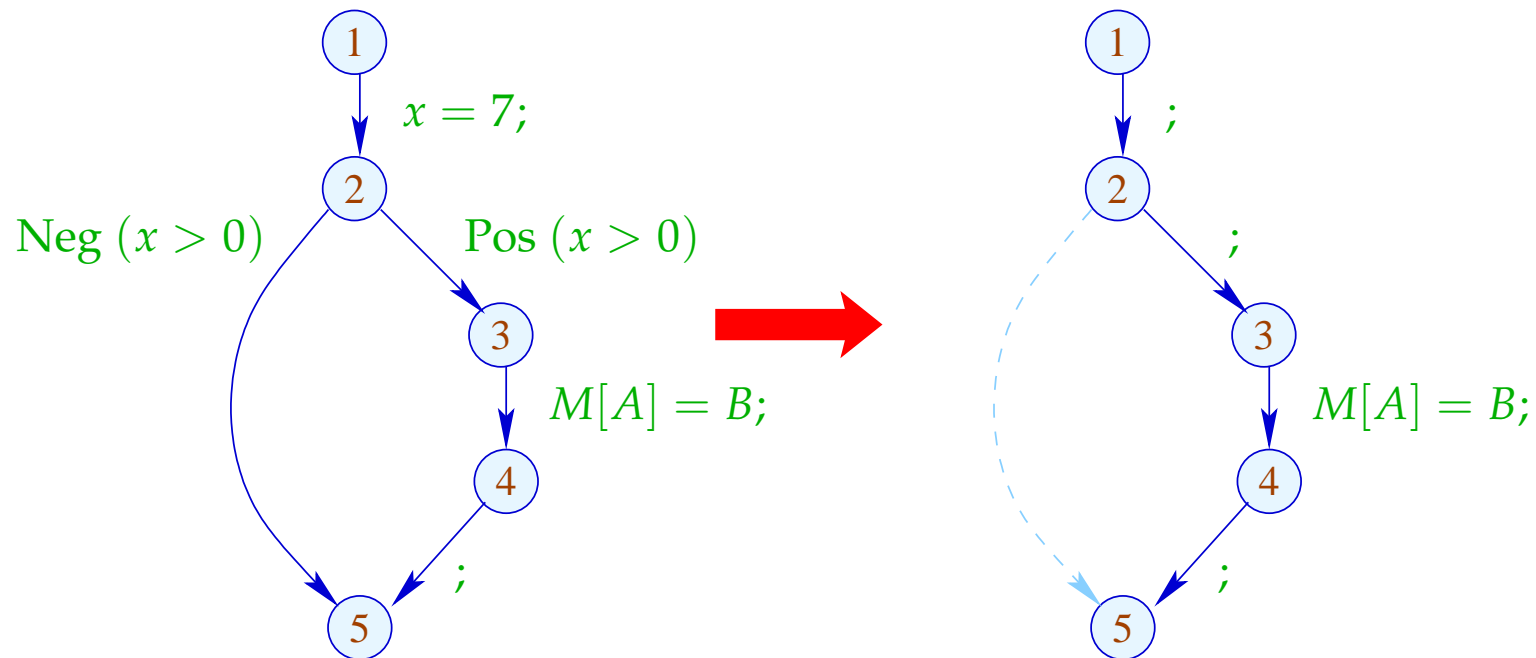 1
x = 7;
2
Neg (x > 0)
Pos (x > 0)
3
M[A] = B;
4
;
5
1
;
2
;
3
M[A] = B;
4
;
5